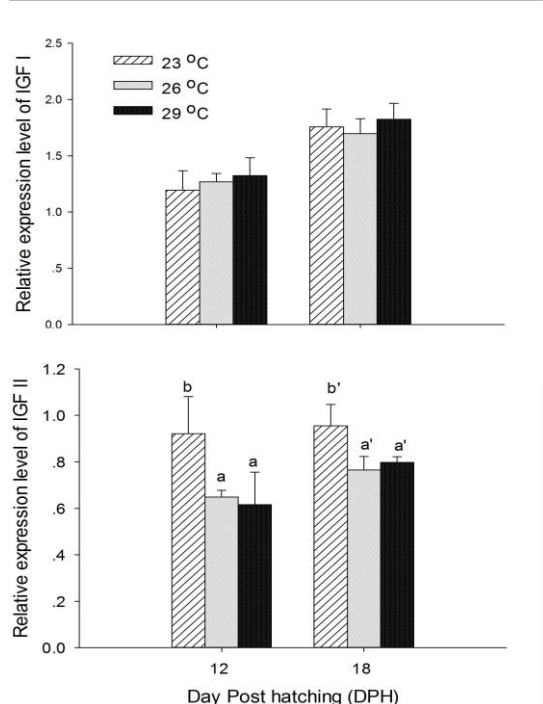 Relative expression level of IGF I
2.5
2.0
1.5
1.0
.5
0.0
23 °C
26 °C
29 °C
Relative expression level of IGF II
1.2
1.0
.8
.6
.4
.2
0.0
b
a
a
b'
a'
a'
12
18
Day Post hatching (DPH)